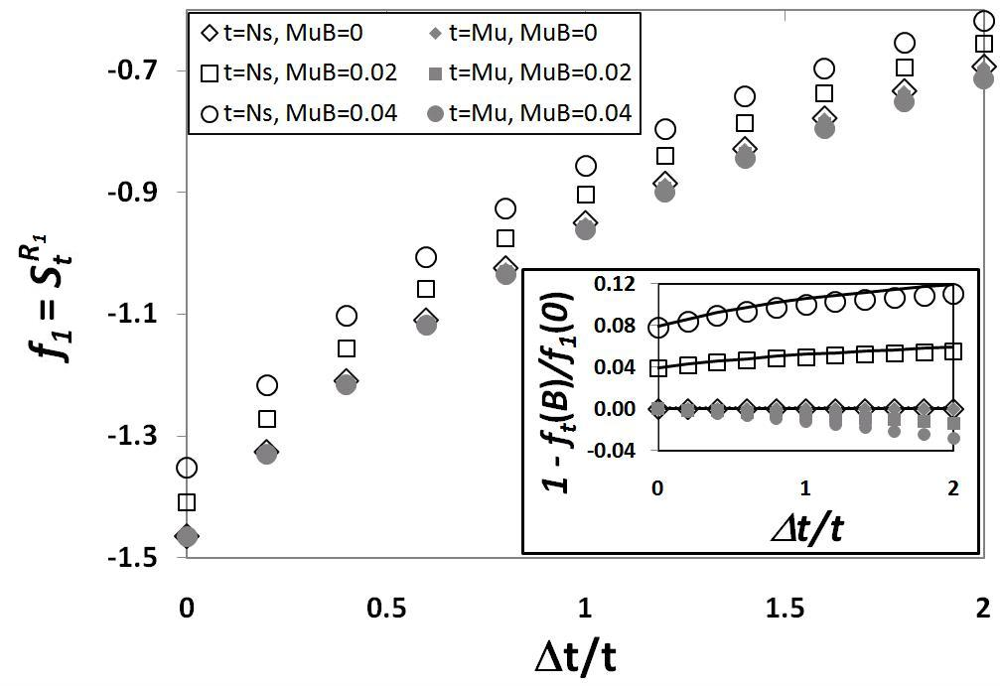 t=Ns, MuB=0 t=Mu, MuB=0
t=Ns, MuB=0.02 t=Mu, MuB=0.02
t=Ns, MuB=0.04 t=Mu, MuB=0.04
-0.7
-0.9
-1.1
-1.3
-1.5
f₁ = Sₜ^R₁
0
0.5
1
1.5
2
Δt/t
0.12
0.08
0.04
0.00
-0.04
1 - fₜ(B)/f₁(0)
0
1
2
Δt/t